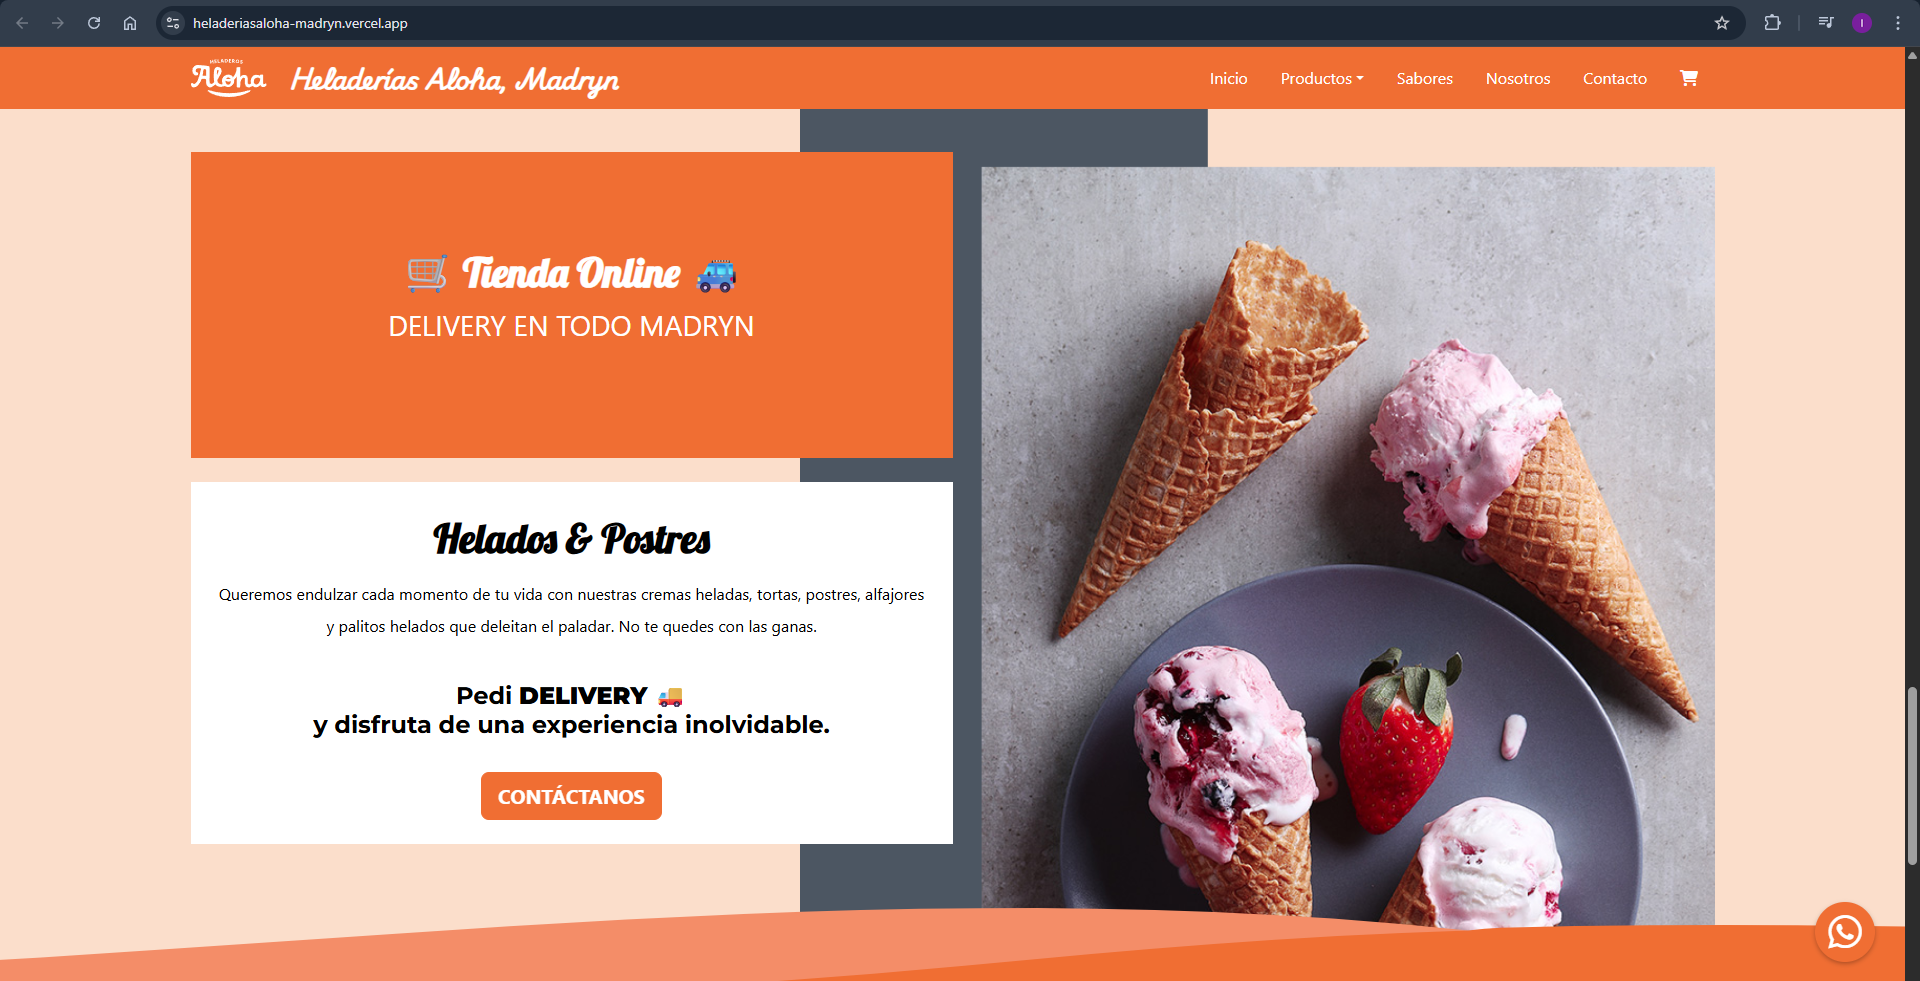 heladeriasaloha-madryn.vercel.app
I
HELADEROS
Aloha
Heladerías Aloha, Madryn
Inicio
Productos
Sabores
Nosotros
Contacto
Tienda Online
DELIVERY EN TODO MADRYN
Helados & Postres
Queremos endulzar cada momento de tu vida con nuestras cremas heladas, tortas, postres, alfajores
y palitos helados que deleitan el paladar. No te quedes con las ganas.
Pedi DELIVERY 🚚
y disfruta de una experiencia inolvidable.
CONTÁCTANOS